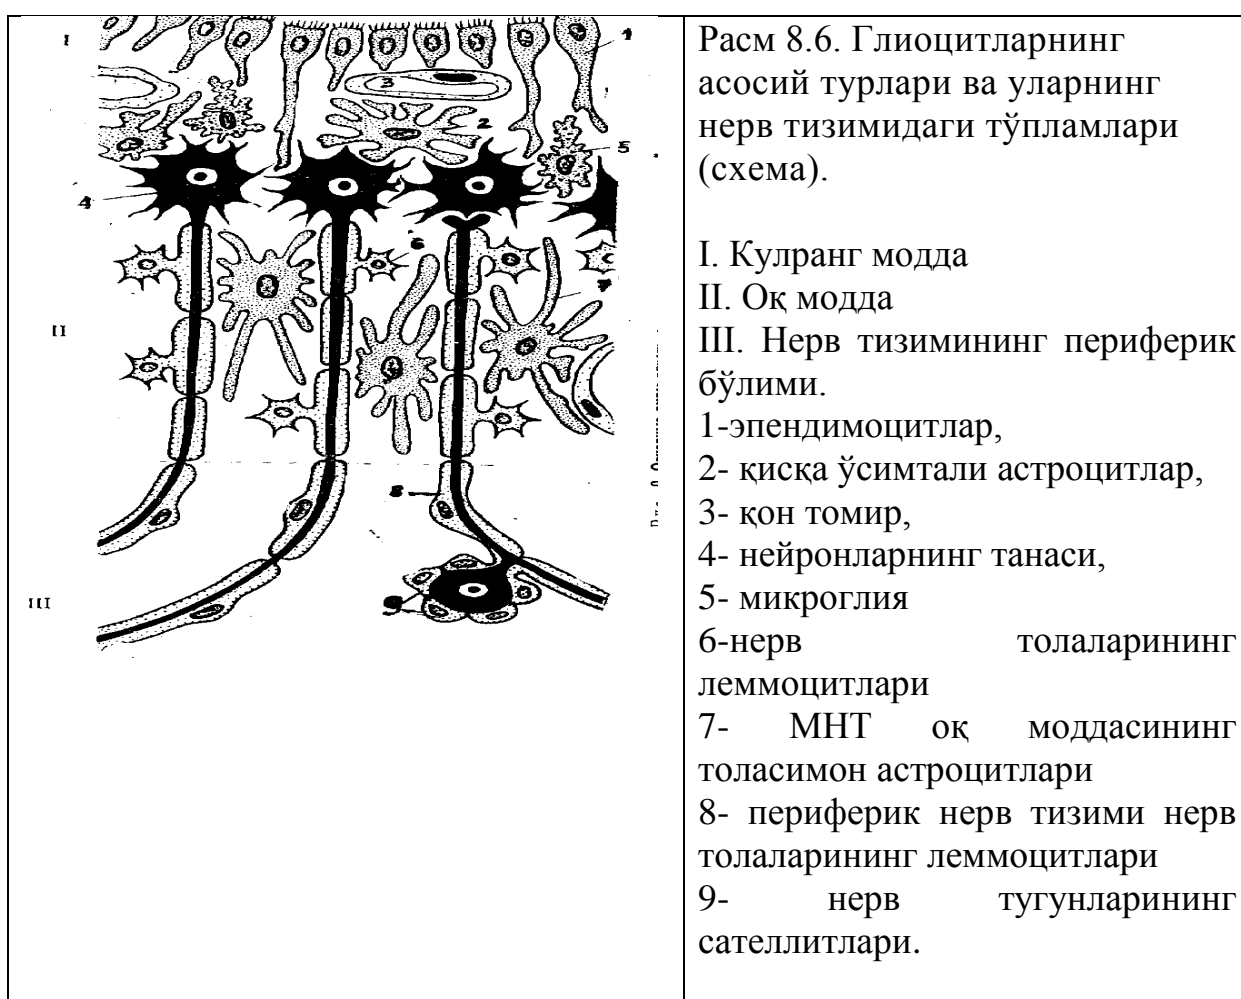 I
1
3
2
5
4
6
7
II
8
III
9
Расм 8.6. Глиоцитларнинг
асосий турлари ва уларнинг
нерв тизимидаги тўпламлари
(схема).
I. Кулранг модда
II. Оқ модда
III. Нерв тизимининг периферик
бўлими.
1-эпендимоцитлар,
2- қисқа ўсимтали астроцитлар,
3- қон томир,
4- нейронларнинг танаси,
5- микроглия
6-нерв толаларининг
леммоцитлари
7- МНТ оқ моддасининг
толасимон астроцитлари
8- периферик нерв тизими нерв
толаларининг леммоцитлари
9- нерв тугунларининг
сателлитлари.